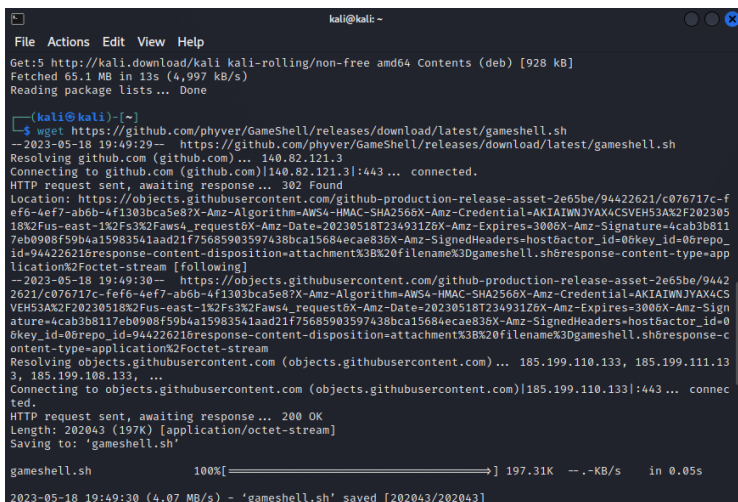 kali@kali: ~
File Actions Edit View Help
Get:5 http://kali.download/kali kali-rolling/non-free amd64 Contents (deb) [928 kB]
Fetched 65.1 MB in 13s (4,997 kB/s)
Reading package lists... Done
┌──(kali㉿kali)-[~]
└─$ wget https://github.com/phyver/GameShell/releases/download/latest/gameshell.sh
--2023-05-18 19:49:29--  https://github.com/phyver/GameShell/releases/download/latest/gameshell.sh
Resolving github.com (github.com)... 140.82.121.3
Connecting to github.com (github.com)|140.82.121.3|:443... connected.
HTTP request sent, awaiting response... 302 Found
Location: https://objects.githubusercontent.com/github-production-release-asset-2e65be/94422621/c076717c-f
ef6-4ef7-ab6b-4f1303bca5e8?X-Amz-Algorithm=AWS4-HMAC-SHA256&X-Amz-Credential=AKIAIWNJYAX4CSVEH53A%2F202305
18%2Fus-east-1%2Fs3%2Faws4_request&X-Amz-Date=20230518T234931Z&X-Amz-Expires=300&X-Amz-Signature=4cab3b811
7eb0908f59b4a15983541aad21f75685903597438bca15684ecae83&X-Amz-SignedHeaders=host&actor_id=0&key_id=0&repo_
id=94422621&response-content-disposition=attachment%3B%20filename%3Dgameshell.sh&response-content-type=app
lication%2Foctet-stream [following]
--2023-05-18 19:49:30--  https://objects.githubusercontent.com/github-production-release-asset-2e65be/9442
2621/c076717c-fef6-4ef7-ab6b-4f1303bca5e8?X-Amz-Algorithm=AWS4-HMAC-SHA256&X-Amz-Credential=AKIAIWNJYAX4CS
VEH53A%2F20230518%2Fus-east-1%2Fs3%2Faws4_request&X-Amz-Date=20230518T234931Z&X-Amz-Expires=300&X-Amz-Sign
ature=4cab3b8117eb0908f59b4a15983541aad21f75685903597438bca15684ecae83&X-Amz-SignedHeaders=host&actor_id=0
&key_id=0&repo_id=94422621&response-content-disposition=attachment%3B%20filename%3Dgameshell.sh&response-c
ontent-type=application%2Foctet-stream
Resolving objects.githubusercontent.com (objects.githubusercontent.com)... 185.199.110.133, 185.199.111.13
3, 185.199.108.133, ...
Connecting to objects.githubusercontent.com (objects.githubusercontent.com)|185.199.110.133|:443... connec
ted.
HTTP request sent, awaiting response... 200 OK
Length: 202043 (197K) [application/octet-stream]
Saving to: ‘gameshell.sh’
gameshell.sh 100%[===================================>] 197.31K --.-KB/s in 0.05s
2023-05-18 19:49:30 (4.07 MB/s) - ‘gameshell.sh’ saved [202043/202043]